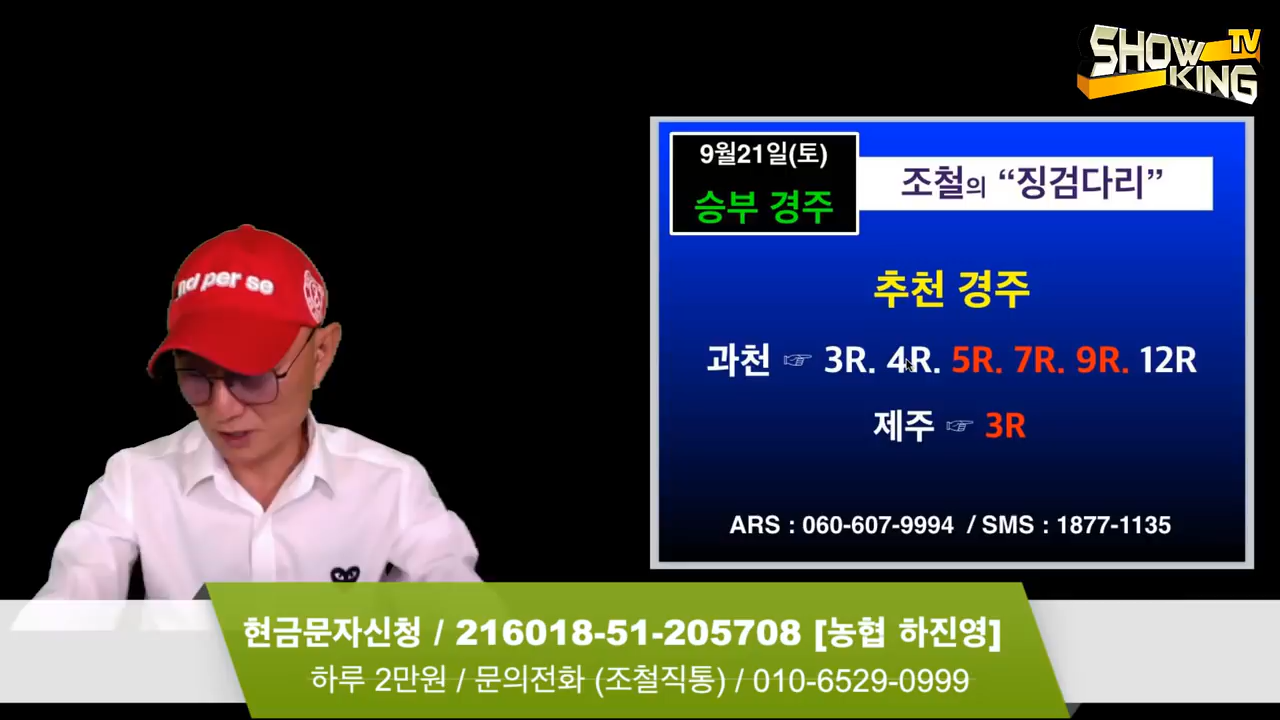 SHOW TV
KING
9월21일(토)
승부 경주
조철의 “징검다리”
nd per se
추천 경주
과천 ☞ 3R. 4R. 5R. 7R. 9R. 12R
제주 ☞ 3R
ARS : 060-607-9994 / SMS : 1877-1135
현금문자신청 / 216018-51-205708 [농협 하진영]
하루 2만원 / 문의전화 (조철직통) / 010-6529-0999